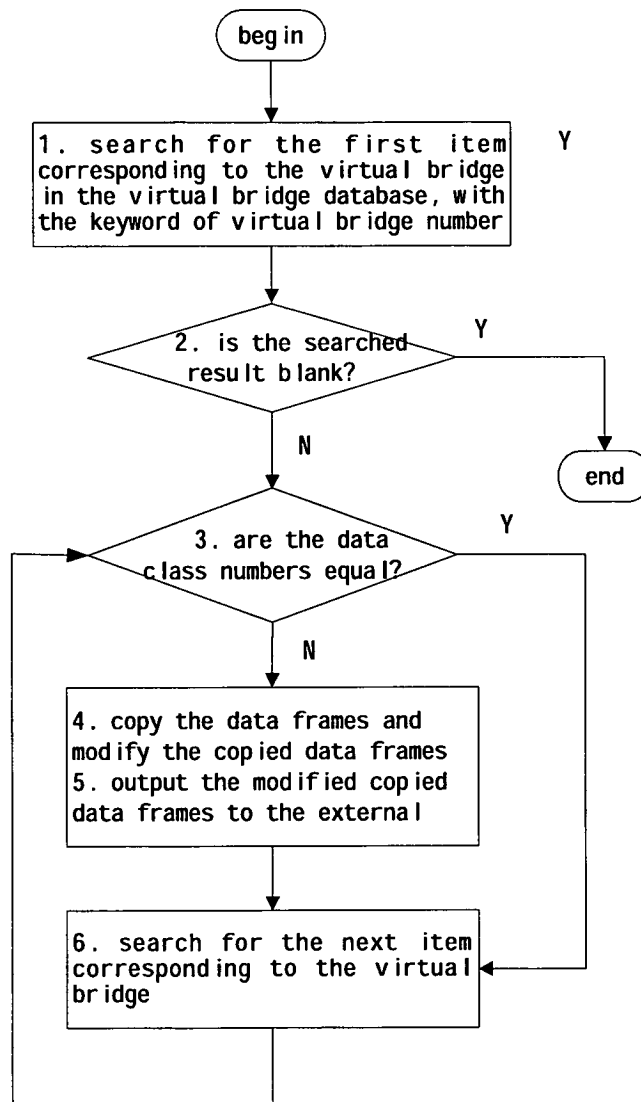 begin
1. search for the first item
corresponding to the virtual bridge
in the virtual bridge database, with
the keyword of virtual bridge number
Y
2. is the searched
result blank?
Y
N
end
3. are the data
class numbers equal?
Y
N
4. copy the data frames and
modify the copied data frames
5. output the modified copied
data frames to the external
6. search for the next item
corresponding to the virtual
bridge